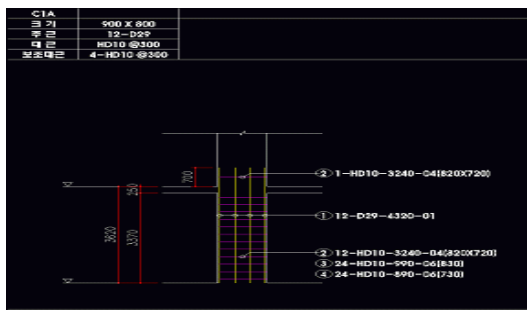 C1A
크 기 900 X 800
주 근 12-D29
대 근 HD10 @300
보조대근 4-HD10 @300
700
② 1-HD10-3240-04(820X720)
250
① 12-D29-4320-01
3620
3370
② 12-HD10-3240-04(820X720)
③ 24-HD10-990-06(830)
④ 24-HD10-890-06(730)